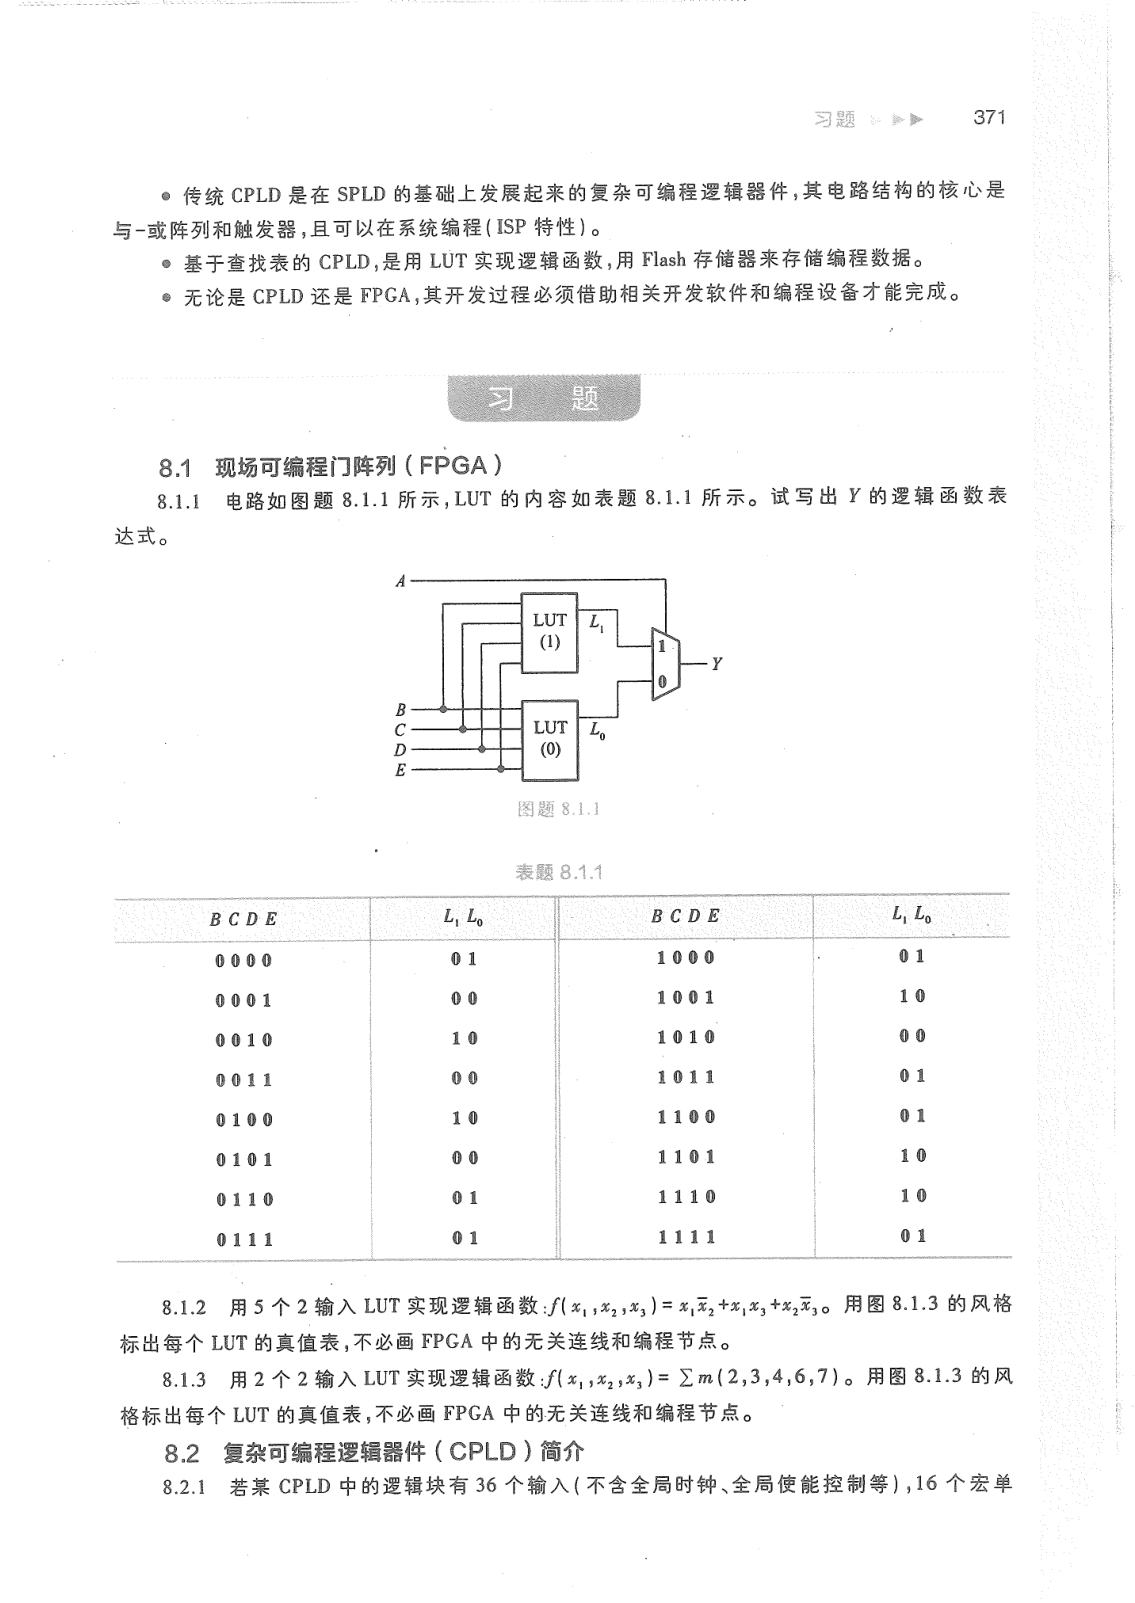 习题 ▶▶▶ 371
● 传统 CPLD 是在 SPLD 的基础上发展起来的复杂可编程逻辑器件,其电路结构的核心是
与-或阵列和触发器,且可以在系统编程(ISP 特性)。
● 基于查找表的 CPLD,是用 LUT 实现逻辑函数,用 Flash 存储器来存储编程数据。
● 无论是 CPLD 还是 FPGA,其开发过程必须借助相关开发软件和编程设备才能完成。
习 题
8.1 现场可编程门阵列(FPGA)
8.1.1 电路如图题 8.1.1 所示,LUT 的内容如表题 8.1.1 所示。试写出 Y 的逻辑函数表
达式。
A
LUT
(1)
L₁
1
Y
0
B
C
D
E
LUT
(0)
L₀
图题 8.1.1
表题 8.1.1
B C D E L₁ L₀ B C D E L₁ L₀
0 0 0 0 0 1 1 0 0 0 0 1
0 0 0 1 0 0 1 0 0 1 1 0
0 0 1 0 1 0 1 0 1 0 0 0
0 0 1 1 0 0 1 0 1 1 0 1
0 1 0 0 1 0 1 1 0 0 0 1
0 1 0 1 0 0 1 1 0 1 1 0
0 1 1 0 0 1 1 1 1 0 1 0
0 1 1 1 0 1 1 1 1 1 0 1
8.1.2 用 5 个 2 输入 LUT 实现逻辑函数:f(x₁,x₂,x₃)= x₁x̄₂+x₁x₃+x₂x̄₃。用图 8.1.3 的风格
标出每个 LUT 的真值表,不必画 FPGA 中的无关连线和编程节点。
8.1.3 用 2 个 2 输入 LUT 实现逻辑函数:f(x₁,x₂,x₃)= ∑m(2,3,4,6,7)。用图 8.1.3 的风
格标出每个 LUT 的真值表,不必画 FPGA 中的无关连线和编程节点。
8.2 复杂可编程逻辑器件(CPLD)简介
8.2.1 若某 CPLD 中的逻辑块有 36 个输入(不含全局时钟、全局使能控制等),16 个宏单